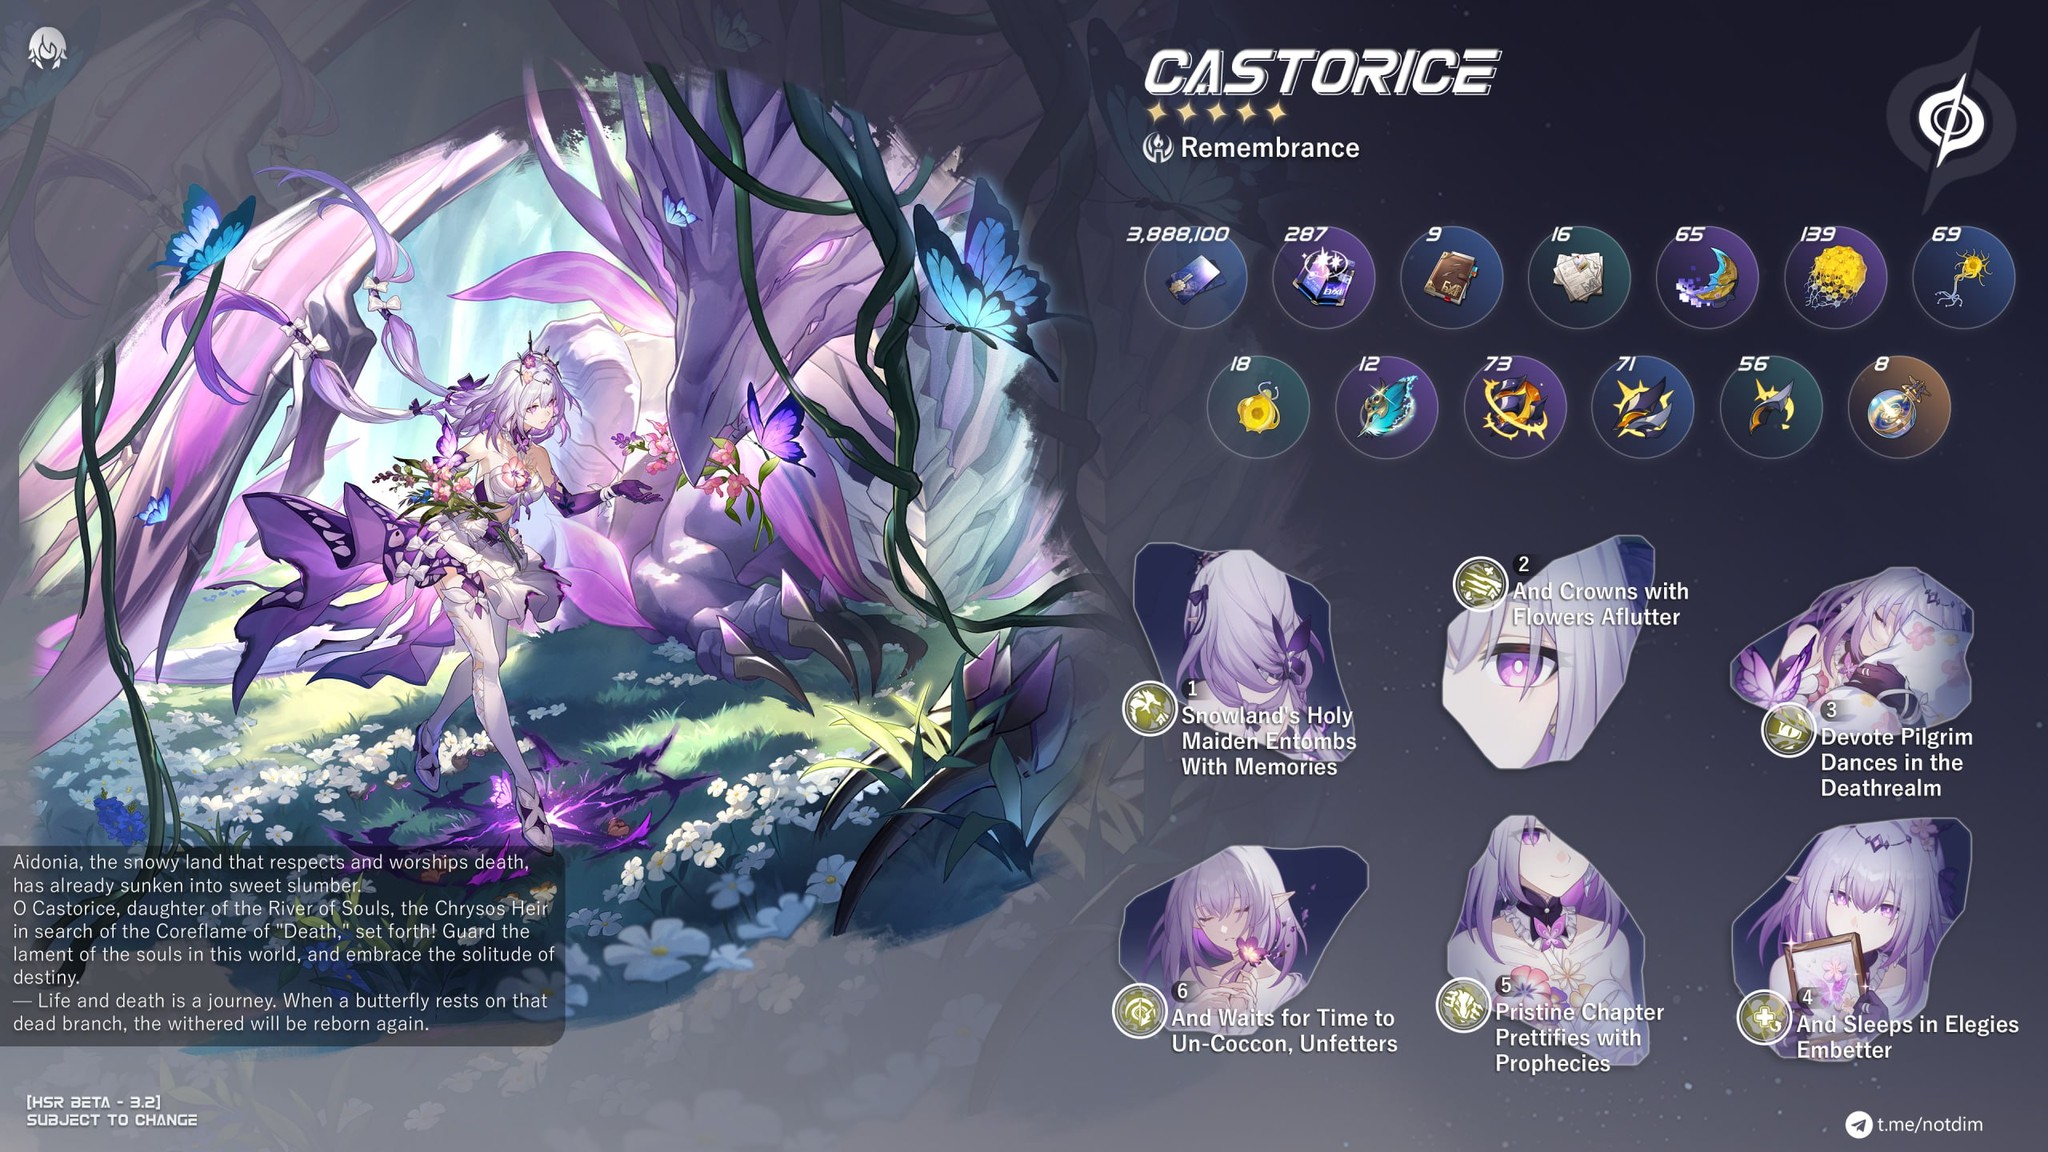 CASTORICE
Remembrance
3,888,100
287
9
16
65
139
69
18
12
73
71
56
8
1
Snowland's Holy
Maiden Entombs
With Memories
2
And Crowns with
Flowers Aflutter
3
Devote Pilgrim
Dances in the
Deathrealm
6
And Waits for Time to
Un-Coccon, Unfetters
5
Pristine Chapter
Prettifies with
Prophecies
4
And Sleeps in Elegies
Embetter
Aidonia, the snowy land that respects and worships death,
has already sunken into sweet slumber.
O Castorice, daughter of the River of Souls, the Chrysos Heir
in search of the Coreflame of "Death," set forth! Guard the
lament of the souls in this world, and embrace the solitude of
destiny.
— Life and death is a journey. When a butterfly rests on that
dead branch, the withered will be reborn again.
[HSR BETA - 3.2]
SUBJECT TO CHANGE
t.me/notdim